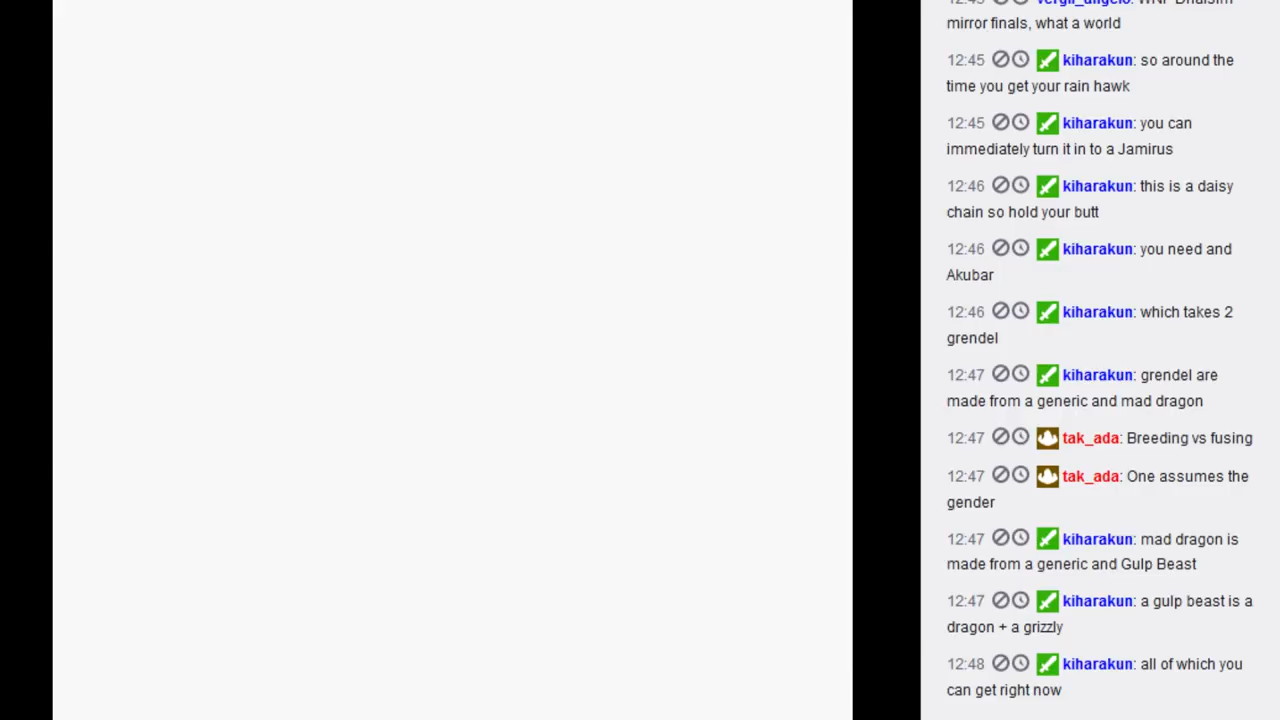 mirror finals, what a world
12:45 kiharakun: so around the
time you get your rain hawk
12:45 kiharakun: you can
immediately turn it in to a Jamirus
12:46 kiharakun: this is a daisy
chain so hold your butt
12:46 kiharakun: you need and
Akubar
12:46 kiharakun: which takes 2
grendel
12:47 kiharakun: grendel are
made from a generic and mad dragon
12:47 tak_ada: Breeding vs fusing
12:47 tak_ada: One assumes the
gender
12:47 kiharakun: mad dragon is
made from a generic and Gulp Beast
12:47 kiharakun: a gulp beast is a
dragon + a grizzly
12:48 kiharakun: all of which you
can get right now